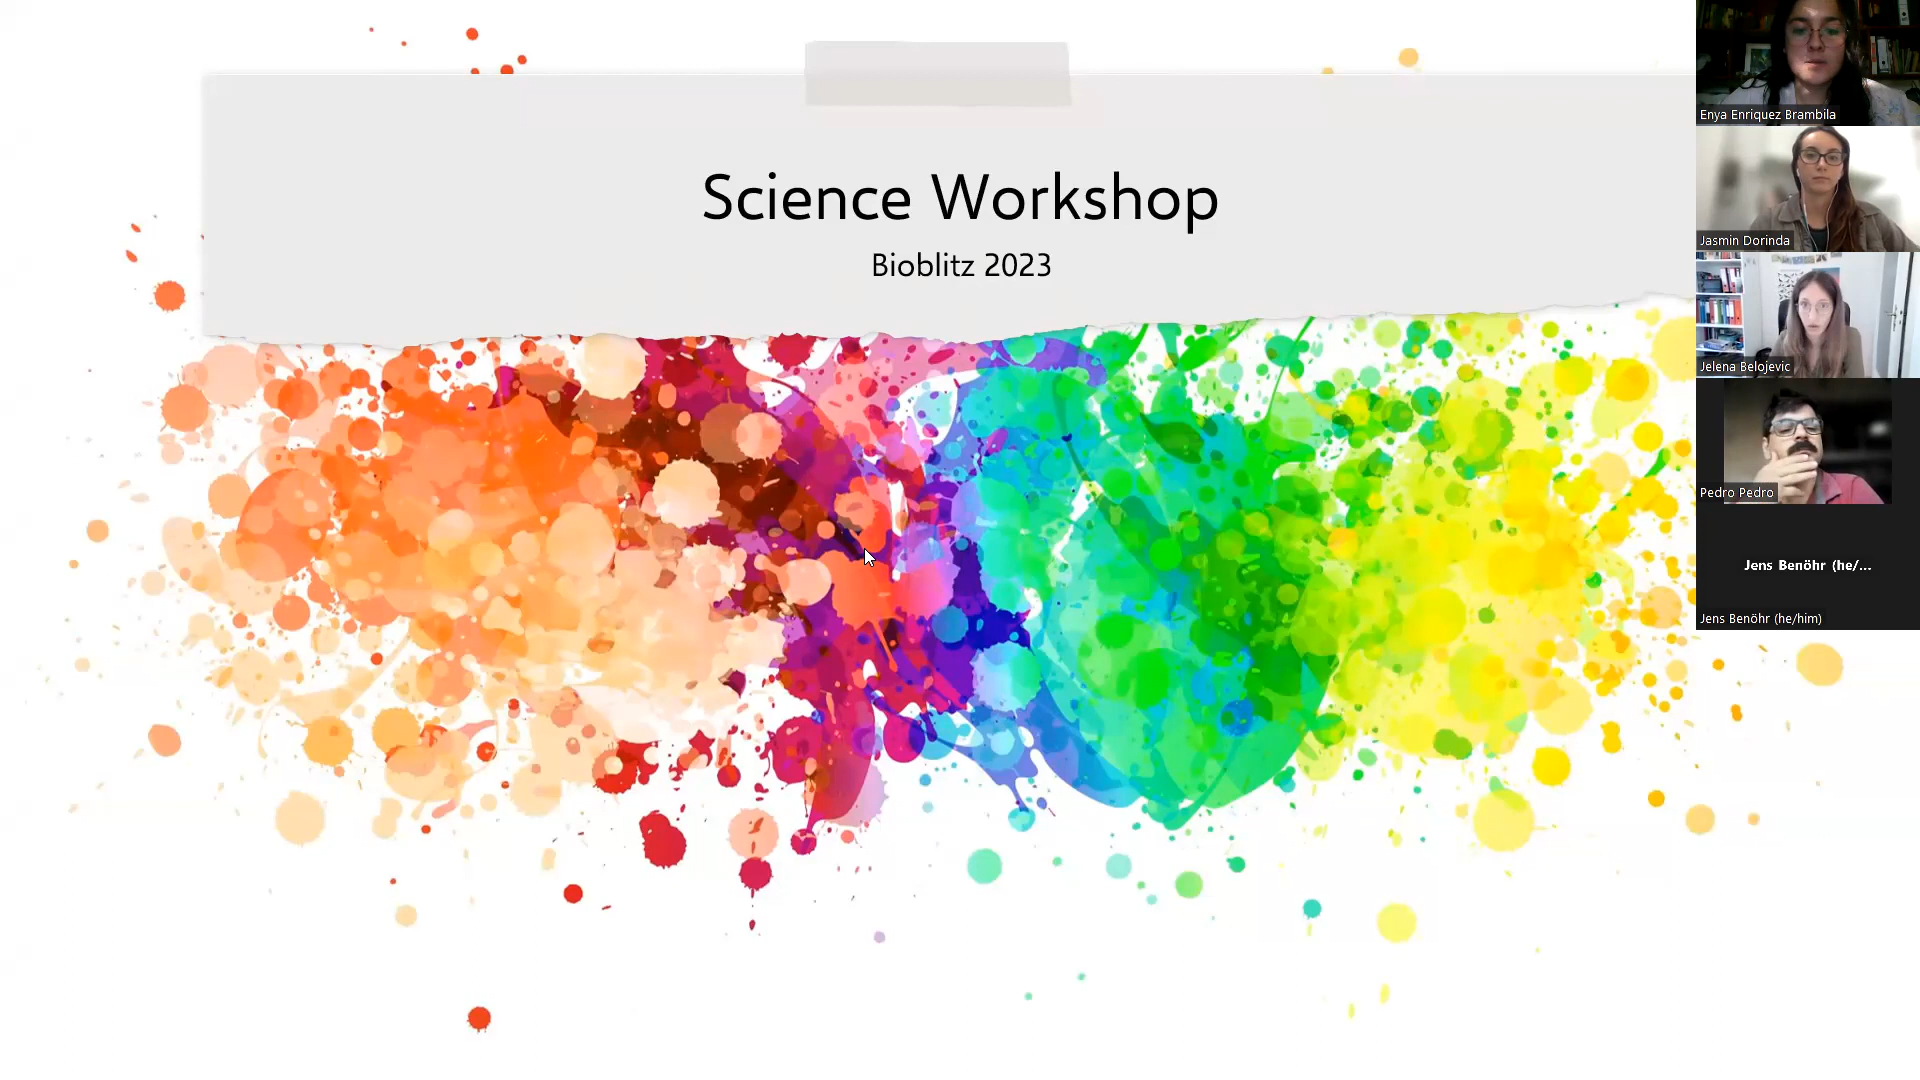 Science Workshop
Bioblitz 2023
Enya Enriquez Brambila
Jasmin Dorinda
Jelena Belojevic
Pedro Pedro
Jens Benöhr (he/...
Jens Benöhr (he/him)